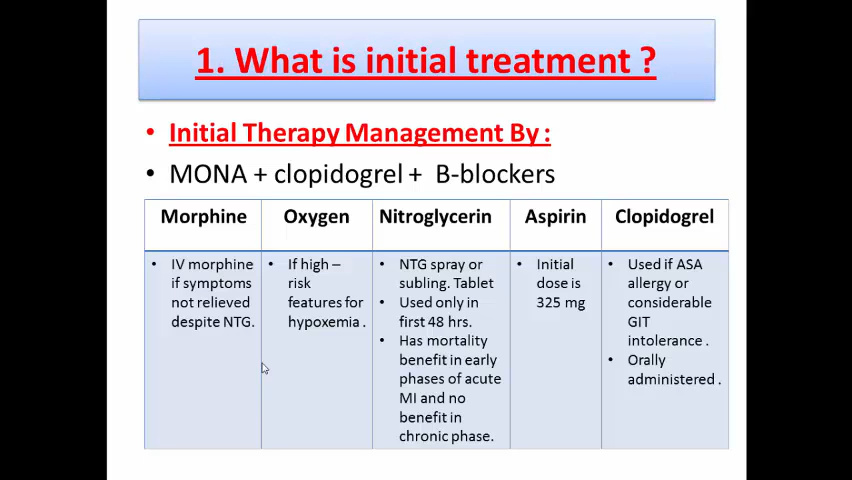 1. What is initial treatment ?
• Initial Therapy Management By :
• MONA + clopidogrel + B-blockers
Morphine
• IV morphine
if symptoms
not relieved
despite NTG.
Oxygen
• If high –
risk
features for
hypoxemia .
Nitroglycerin
• NTG spray or
subling. Tablet
• Used only in
first 48 hrs.
• Has mortality
benefit in early
phases of acute
MI and no
benefit in
chronic phase.
Aspirin
• Initial
dose is
325 mg
Clopidogrel
• Used if ASA
allergy or
considerable
GIT
intolerance .
• Orally
administered .